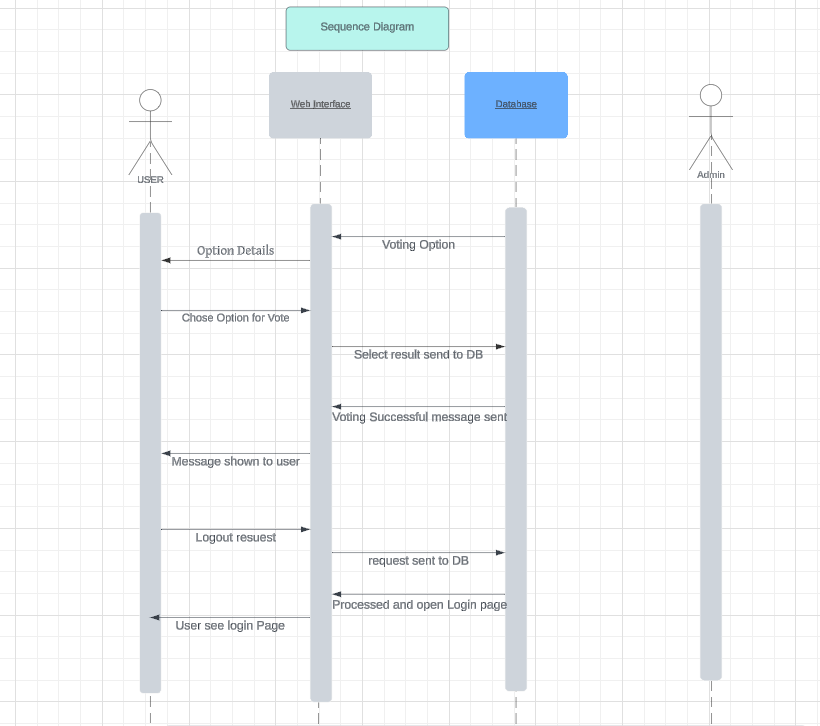 Sequence Diagram
Web Interface
Database
USER
Admin
Voting Option
Option Details
Chose Option for Vote
Select result send to DB
Voting Successful message sent
Message shown to user
Logout resuest
request sent to DB
Processed and open Login page
User see login Page